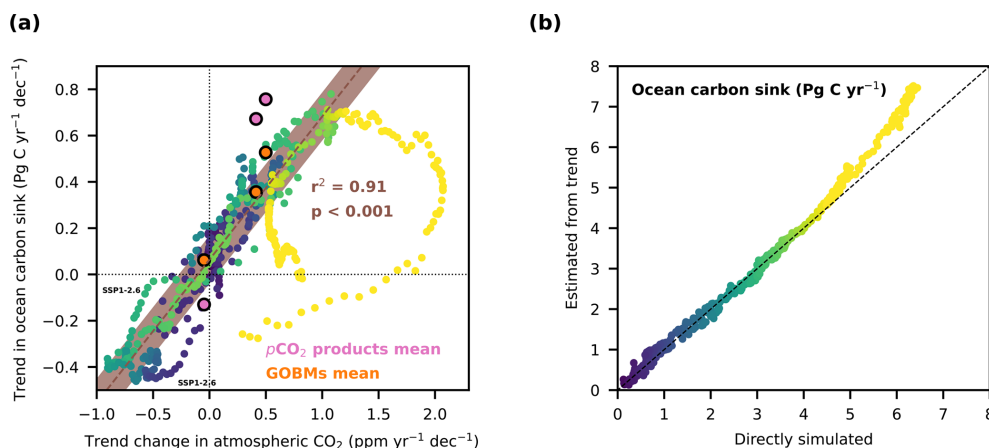 (a)
(b)
Trend in ocean carbon sink (Pg C yr⁻¹ dec⁻¹)
0.8
0.6
0.4
0.2
0.0
−0.2
−0.4
r² = 0.91
p < 0.001
SSP1-2.6
SSP1-2.6
pCO₂ products mean
GOBMs mean
−1.0 −0.5 0.0 0.5 1.0 1.5 2.0
Trend change in atmospheric CO₂ (ppm yr⁻¹ dec⁻¹)
Ocean carbon sink (Pg C yr⁻¹)
Estimated from trend
8
7
6
5
4
3
2
1
0
0 1 2 3 4 5 6 7 8
Directly simulated